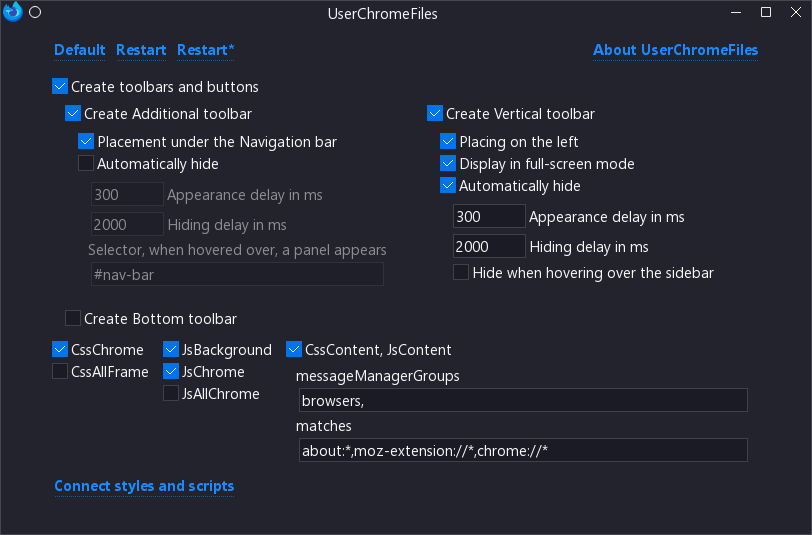 UserChromeFiles
Default Restart Restart* About UserChromeFiles
Create toolbars and buttons
Create Additional toolbar
Placement under the Navigation bar
Automatically hide
300 Appearance delay in ms
2000 Hiding delay in ms
Selector, when hovered over, a panel appears
#nav-bar
Create Vertical toolbar
Placing on the left
Display in full-screen mode
Automatically hide
300 Appearance delay in ms
2000 Hiding delay in ms
Hide when hovering over the sidebar
Create Bottom toolbar
CssChrome
CssAllFrame
JsBackground
JsChrome
JsAllChrome
CssContent, JsContent
messageManagerGroups
browsers,
matches
about:*,moz-extension://*,chrome://*
Connect styles and scripts